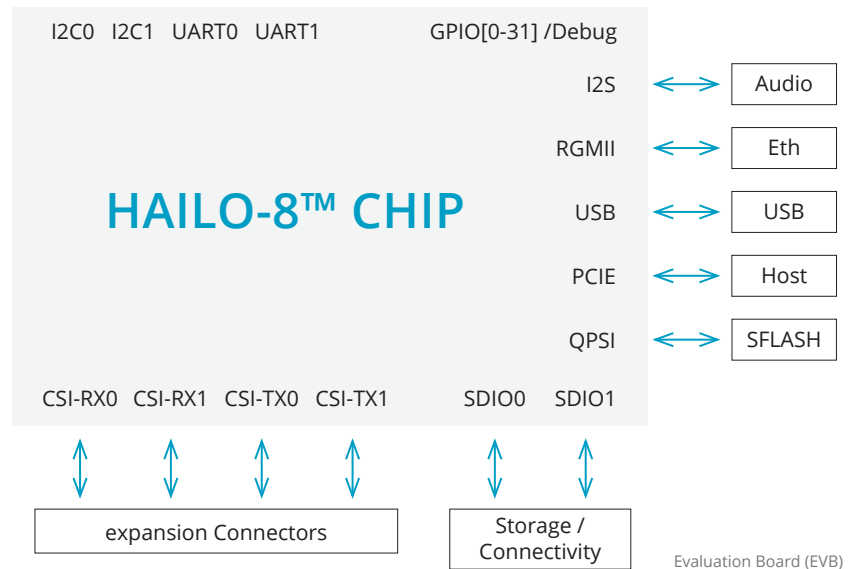 I2C0 I2C1 UART0 UART1 GPIO[0-31] /Debug
I2S Audio
RGMII Eth
HAILO-8™ CHIP
USB USB
PCIE Host
QPSI SFLASH
CSI-RX0 CSI-RX1 CSI-TX0 CSI-TX1 SDIO0 SDIO1
expansion Connectors
Storage /
Connectivity
Evaluation Board (EVB)